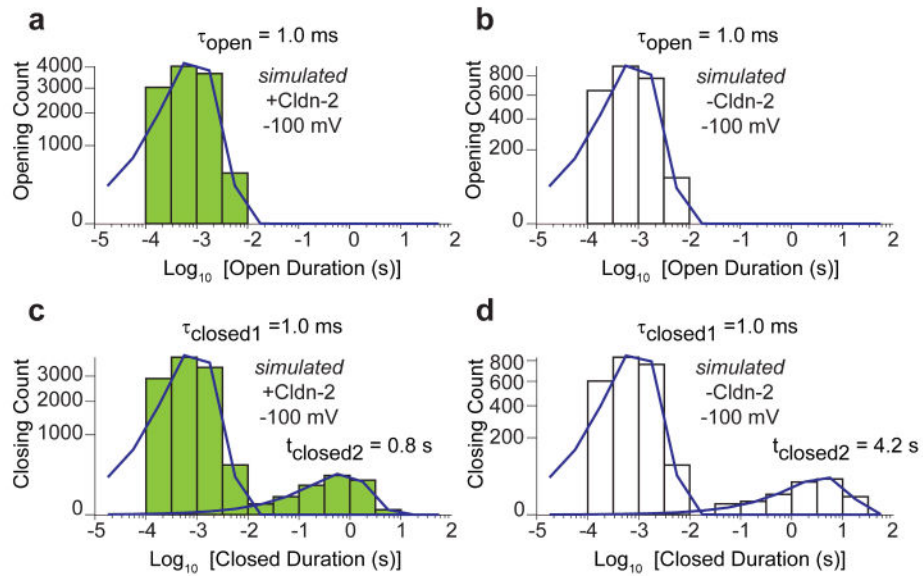 a
τopen = 1.0 ms
simulated
+Cldn-2
-100 mV
Opening Count
4000
3000
2000
1000
0
-5 -4 -3 -2 -1 0 1 2
Log10 [Open Duration (s)]
b
τopen = 1.0 ms
simulated
-Cldn-2
-100 mV
Opening Count
800
600
400
200
0
-5 -4 -3 -2 -1 0 1 2
Log10 [Open Duration (s)]
c
τclosed1 =1.0 ms
simulated
+Cldn-2
-100 mV
tclosed2 = 0.8 s
Closing Count
3000
2000
1000
0
-5 -4 -3 -2 -1 0 1 2
Log10 [Closed Duration (s)]
d
τclosed1 =1.0 ms
simulated
-Cldn-2
-100 mV
tclosed2 = 4.2 s
Closing Count
800
600
400
200
0
-5 -4 -3 -2 -1 0 1 2
Log10 [Closed Duration (s)]